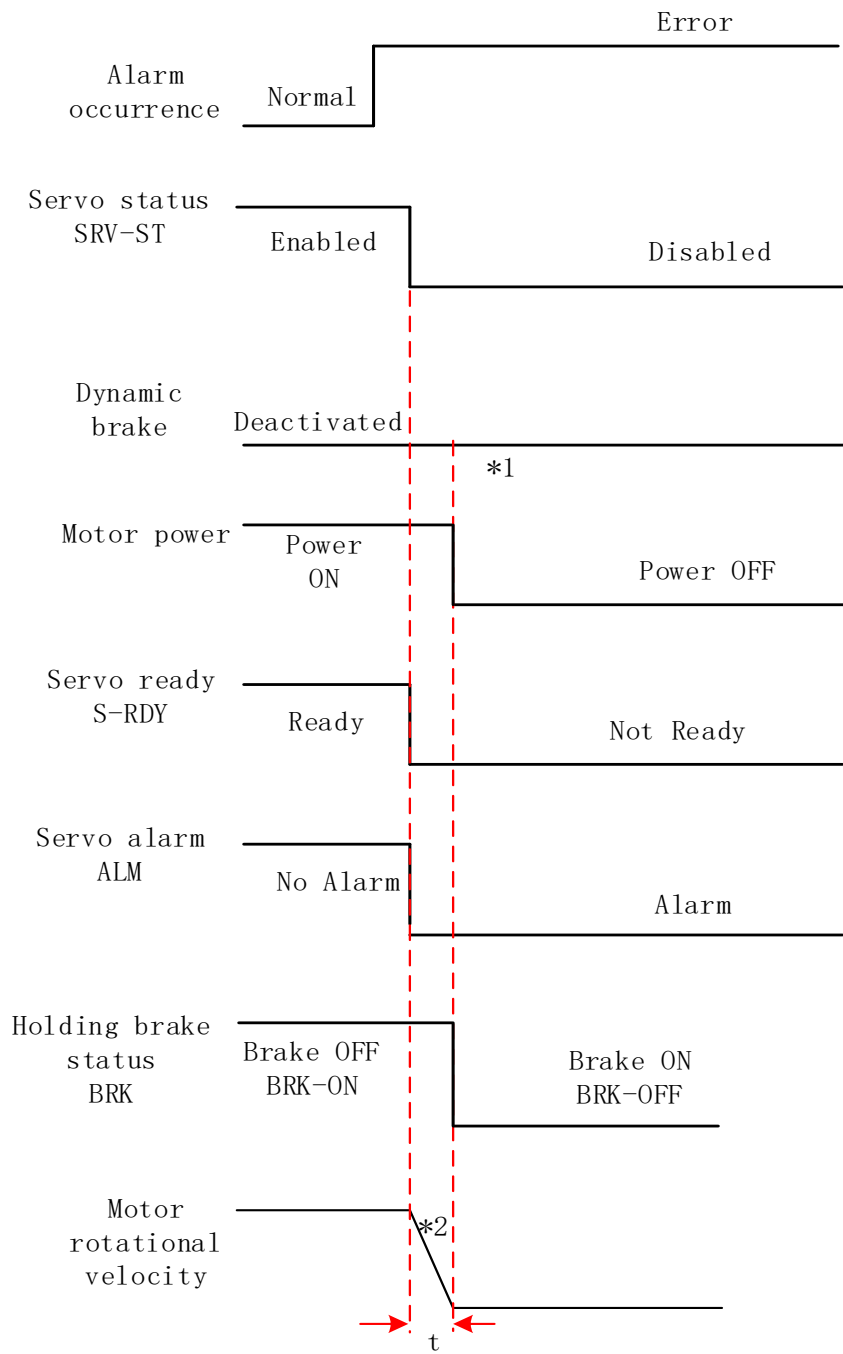 Error
Alarm
occurrence
Normal
Servo status
SRV-ST
Enabled
Disabled
Dynamic
brake
Deactivated
*1
Motor power
Power
ON
Power OFF
Servo ready
S-RDY
Ready
Not Ready
Servo alarm
ALM
No Alarm
Alarm
Holding brake
status
BRK
Brake OFF
BRK-ON
Brake ON
BRK-OFF
Motor
rotational
velocity
*2
t